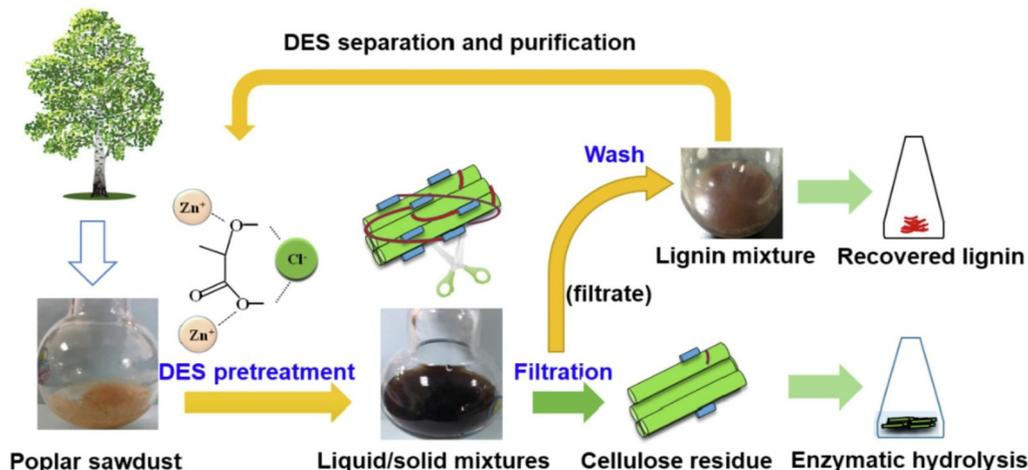 DES separation and purification
Wash
Zn⁺
O
Cl⁻
O
O
Zn⁺
Lignin mixture
Recovered lignin
(filtrate)
DES pretreatment
Filtration
Poplar sawdust
Liquid/solid mixtures
Cellulose residue
Enzymatic hydrolysis